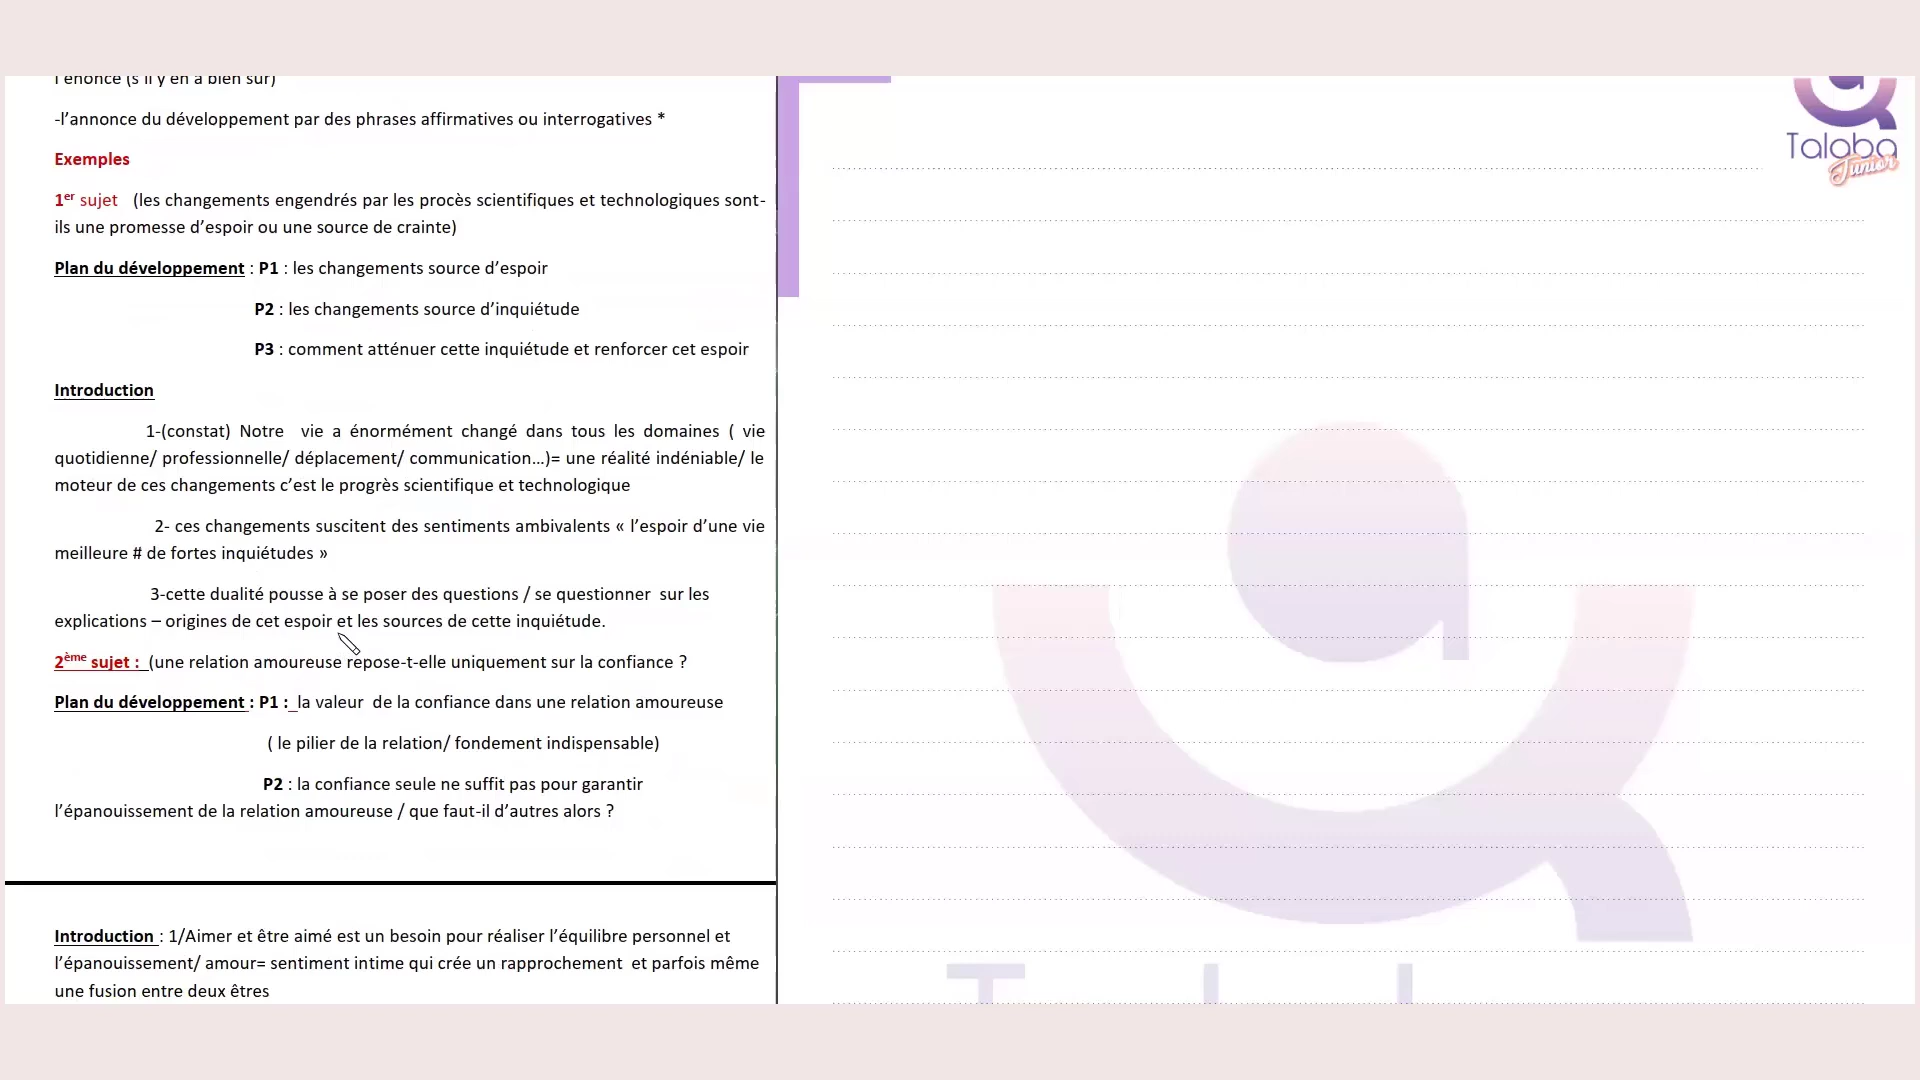 l’énoncé (s’il y en a bien sûr)
-l’annonce du développement par des phrases affirmatives ou interrogatives *
Exemples
1er sujet (les changements engendrés par les procès scientifiques et technologiques sont-
ils une promesse d’espoir ou une source de crainte)
Plan du développement : P1 : les changements source d’espoir
P2 : les changements source d’inquiétude
P3 : comment atténuer cette inquiétude et renforcer cet espoir
Introduction
1-(constat) Notre vie a énormément changé dans tous les domaines ( vie
quotidienne/ professionnelle/ déplacement/ communication...)= une réalité indéniable/ le
moteur de ces changements c’est le progrès scientifique et technologique
2- ces changements suscitent des sentiments ambivalents « l’espoir d’une vie
meilleure # de fortes inquiétudes »
3-cette dualité pousse à se poser des questions / se questionner sur les
explications – origines de cet espoir et les sources de cette inquiétude.
2ème sujet : (une relation amoureuse repose-t-elle uniquement sur la confiance ?
Plan du développement : P1 : la valeur de la confiance dans une relation amoureuse
( le pilier de la relation/ fondement indispensable)
P2 : la confiance seule ne suffit pas pour garantir
l’épanouissement de la relation amoureuse / que faut-il d’autres alors ?
Introduction : 1/Aimer et être aimé est un besoin pour réaliser l’équilibre personnel et
l’épanouissement/ amour= sentiment intime qui crée un rapprochement et parfois même
une fusion entre deux êtres
Talaba
Junior